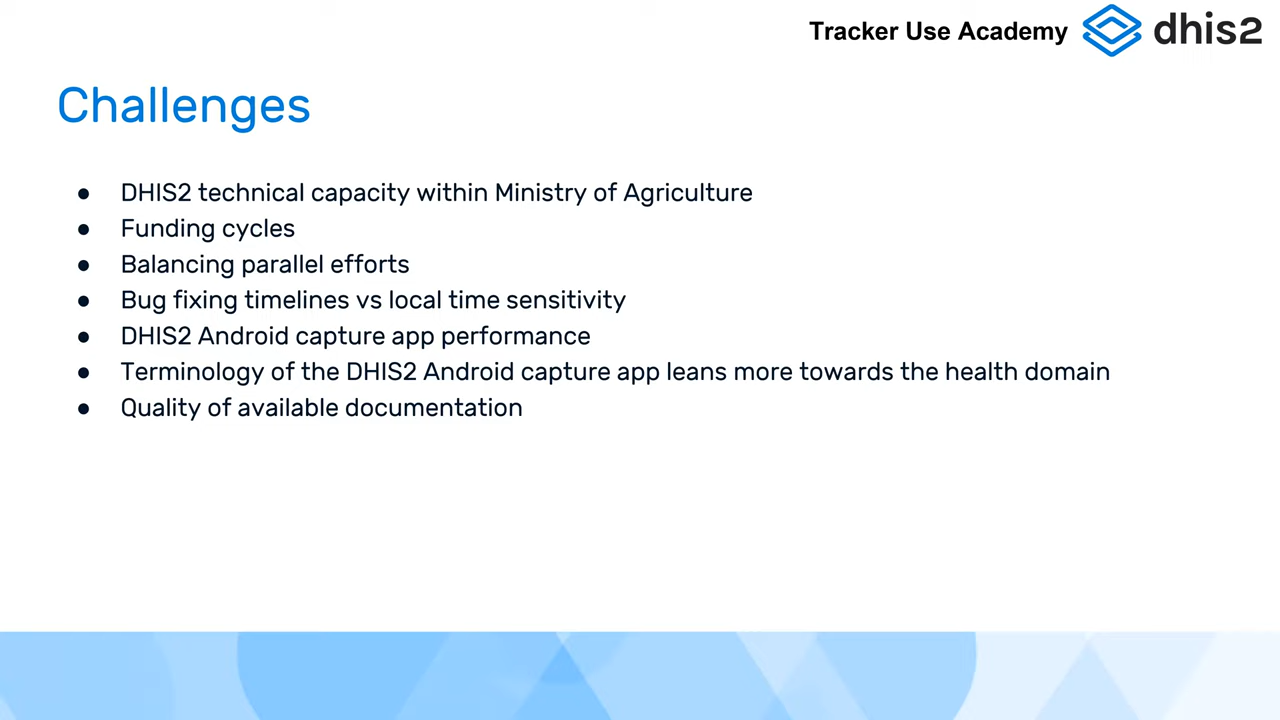 Tracker Use Academy dhis2
Challenges
● DHIS2 technical capacity within Ministry of Agriculture
● Funding cycles
● Balancing parallel efforts
● Bug fixing timelines vs local time sensitivity
● DHIS2 Android capture app performance
● Terminology of the DHIS2 Android capture app leans more towards the health domain
● Quality of available documentation